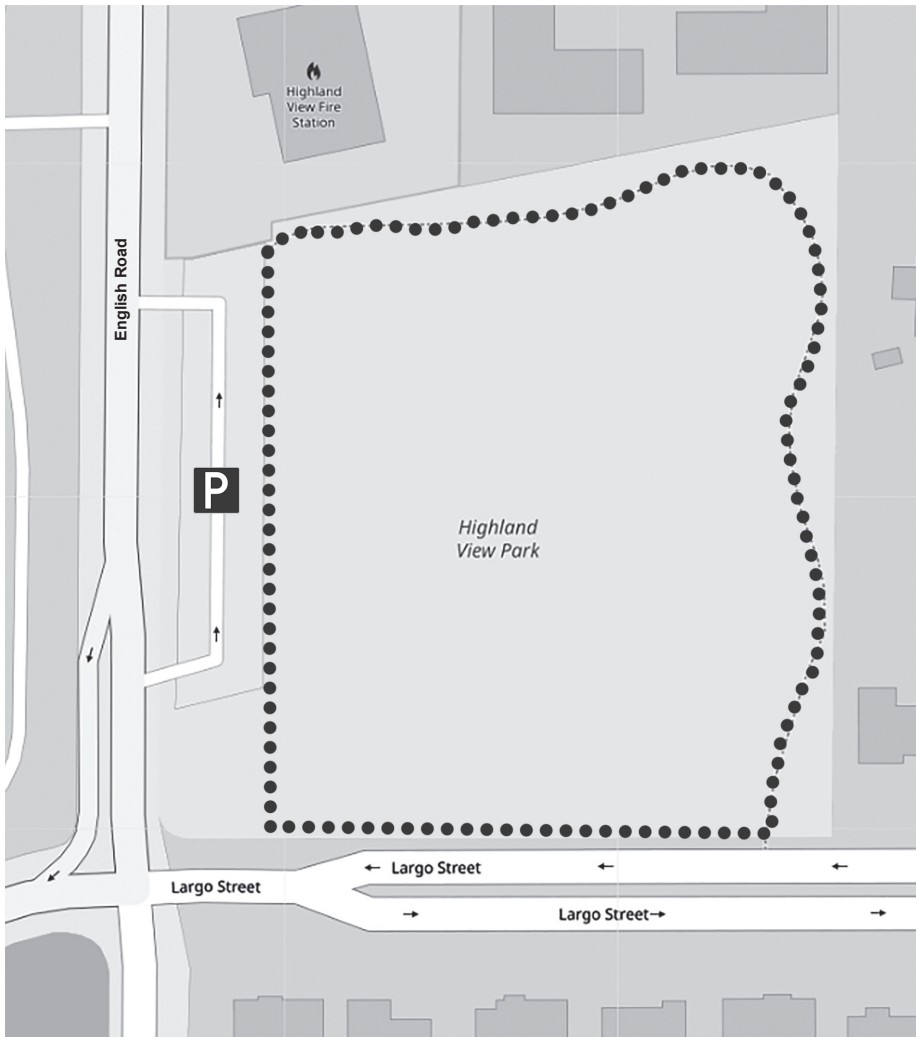 Highland
View Fire
Station
English Road
P
Highland
View Park
Largo Street
Largo Street
Largo Street